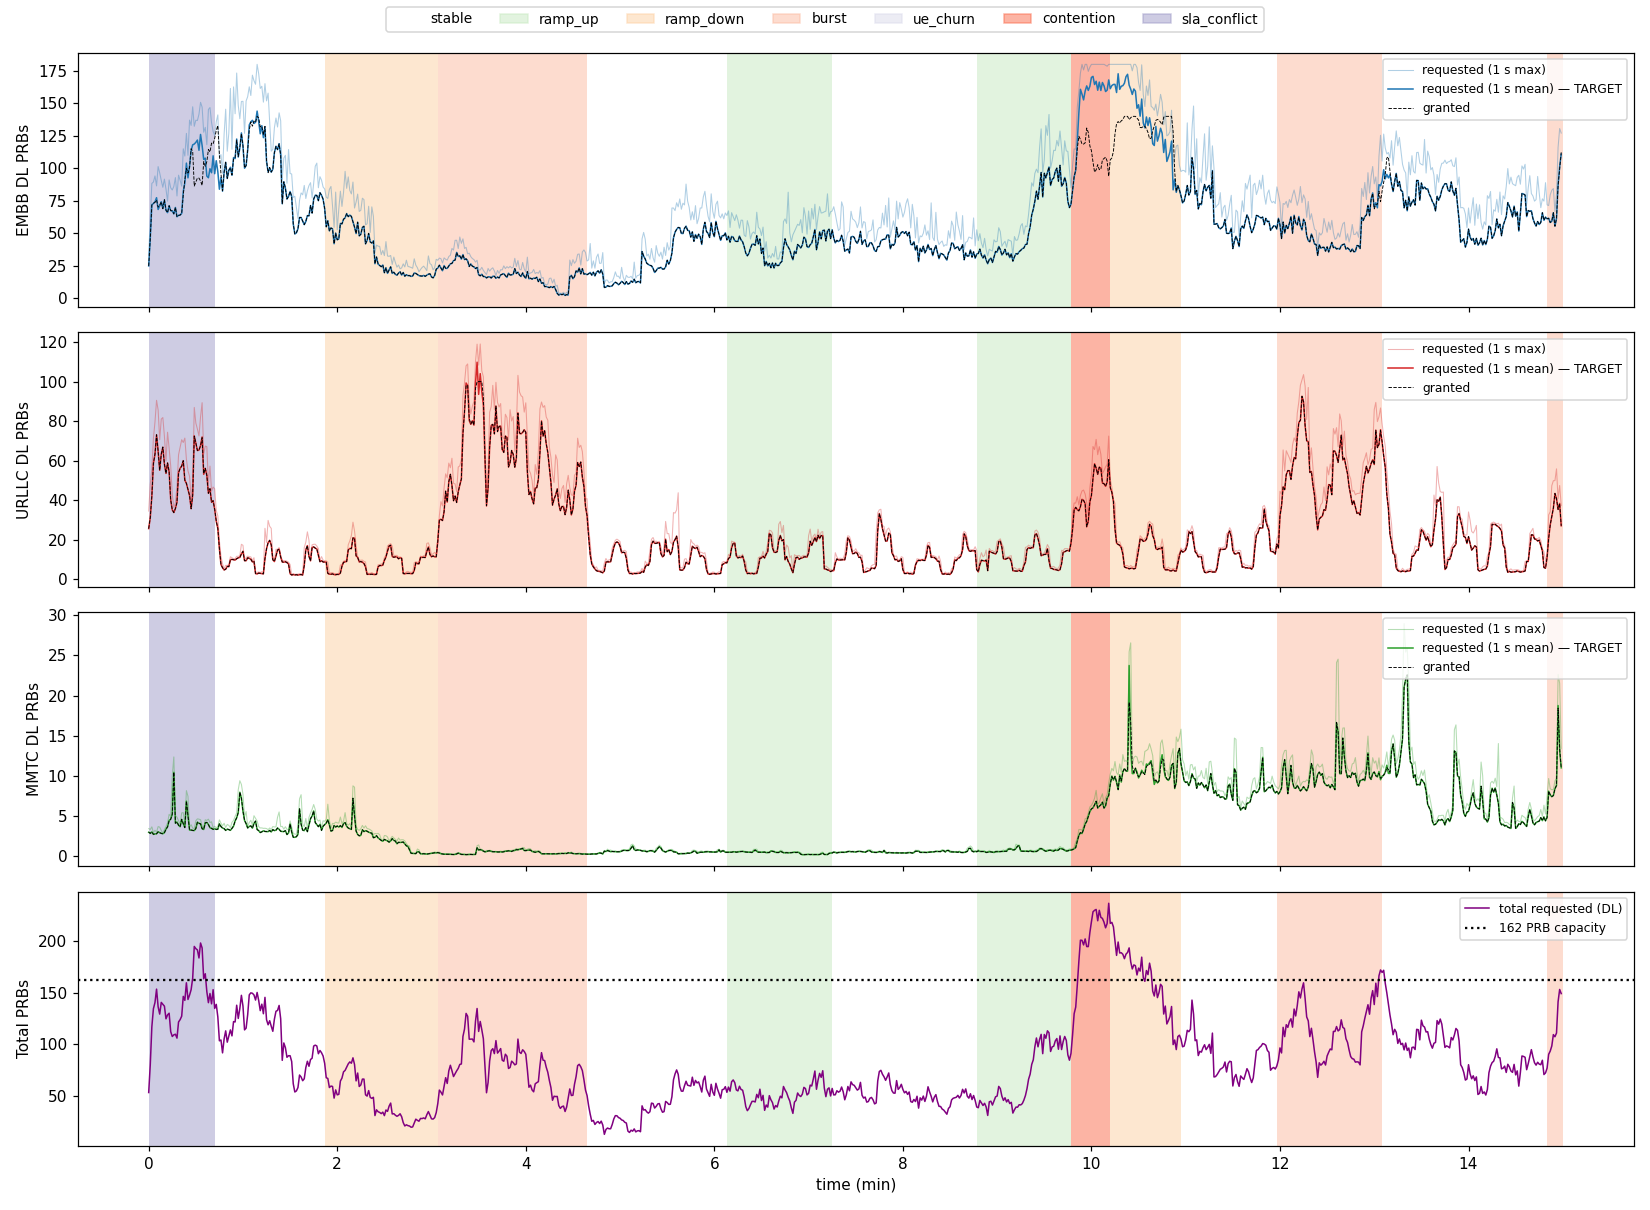 stable ramp_up ramp_down burst ue_churn contention sla_conflict
EMBB DL PRBs
175
150
125
100
75
50
25
0
requested (1 s max)
requested (1 s mean) — TARGET
granted
URLLC DL PRBs
120
100
80
60
40
20
0
requested (1 s max)
requested (1 s mean) — TARGET
granted
MMTC DL PRBs
30
25
20
15
10
5
0
requested (1 s max)
requested (1 s mean) — TARGET
granted
Total PRBs
200
150
100
50
total requested (DL)
162 PRB capacity
0 2 4 6 8 10 12 14
time (min)